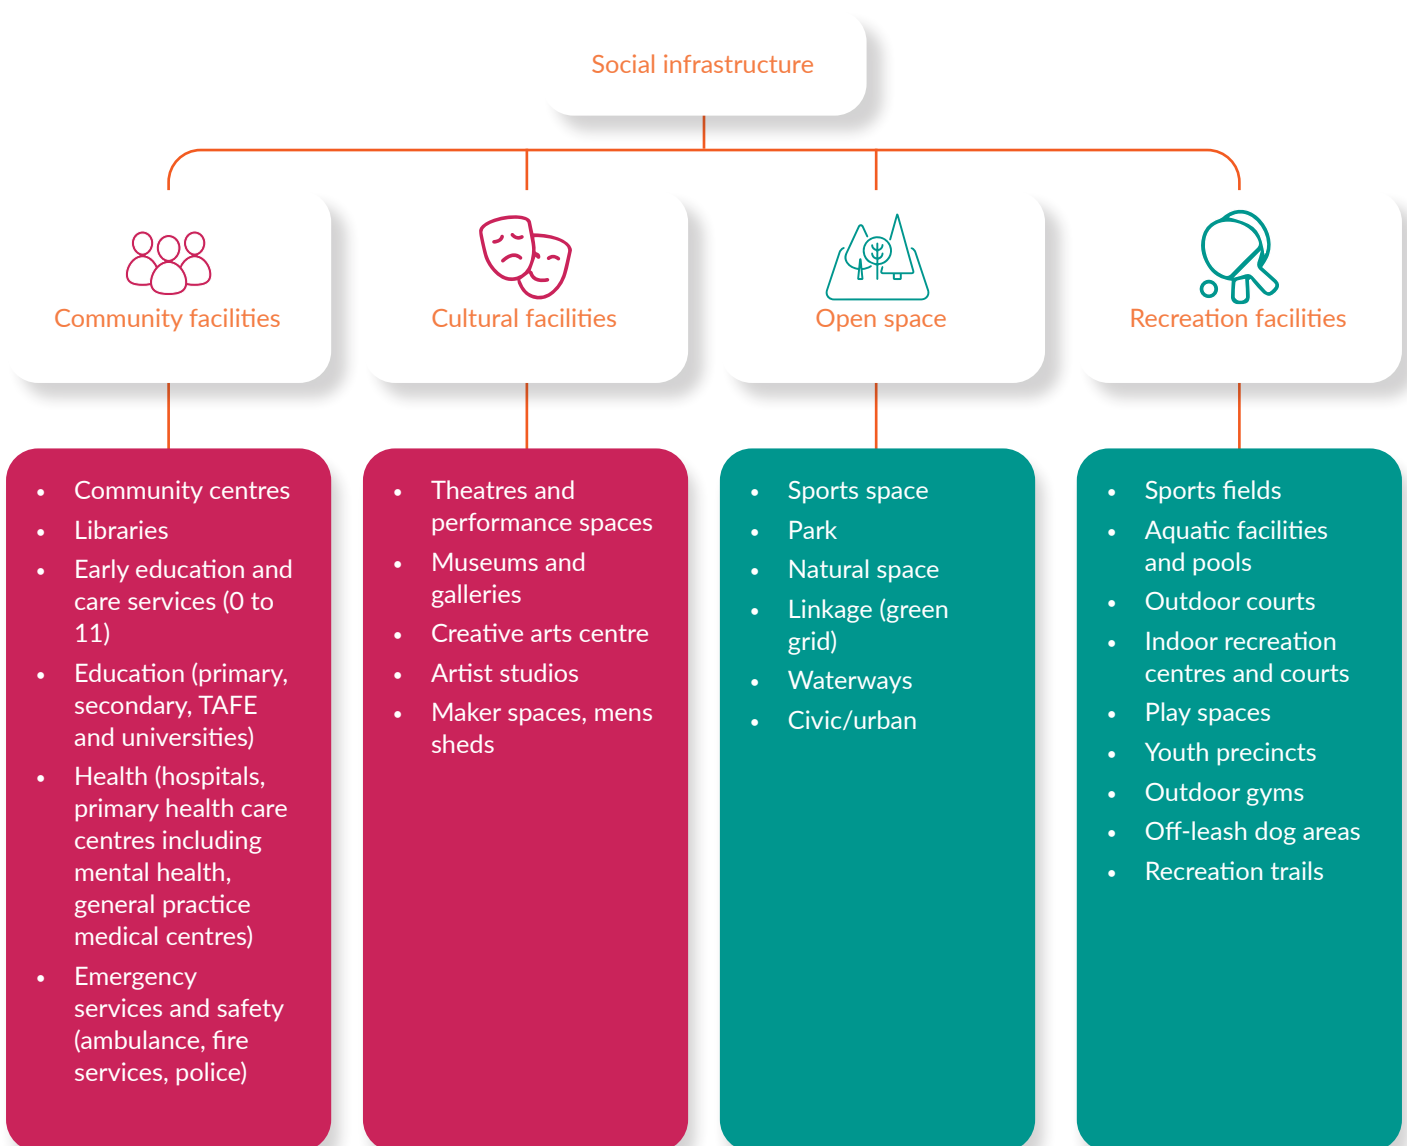 Social infrastructure
Community facilities
Cultural facilities
Open space
Recreation facilities
• Community centres
• Libraries
• Early education and
care services (0 to
11)
• Education (primary,
secondary, TAFE
and universities)
• Health (hospitals,
primary health care
centres including
mental health,
general practice
medical centres)
• Emergency
services and safety
(ambulance, fire
services, police)
• Theatres and
performance spaces
• Museums and
galleries
• Creative arts centre
• Artist studios
• Maker spaces, mens
sheds
• Sports space
• Park
• Natural space
• Linkage (green
grid)
• Waterways
• Civic/urban
• Sports fields
• Aquatic facilities
and pools
• Outdoor courts
• Indoor recreation
centres and courts
• Play spaces
• Youth precincts
• Outdoor gyms
• Off-leash dog areas
• Recreation trails